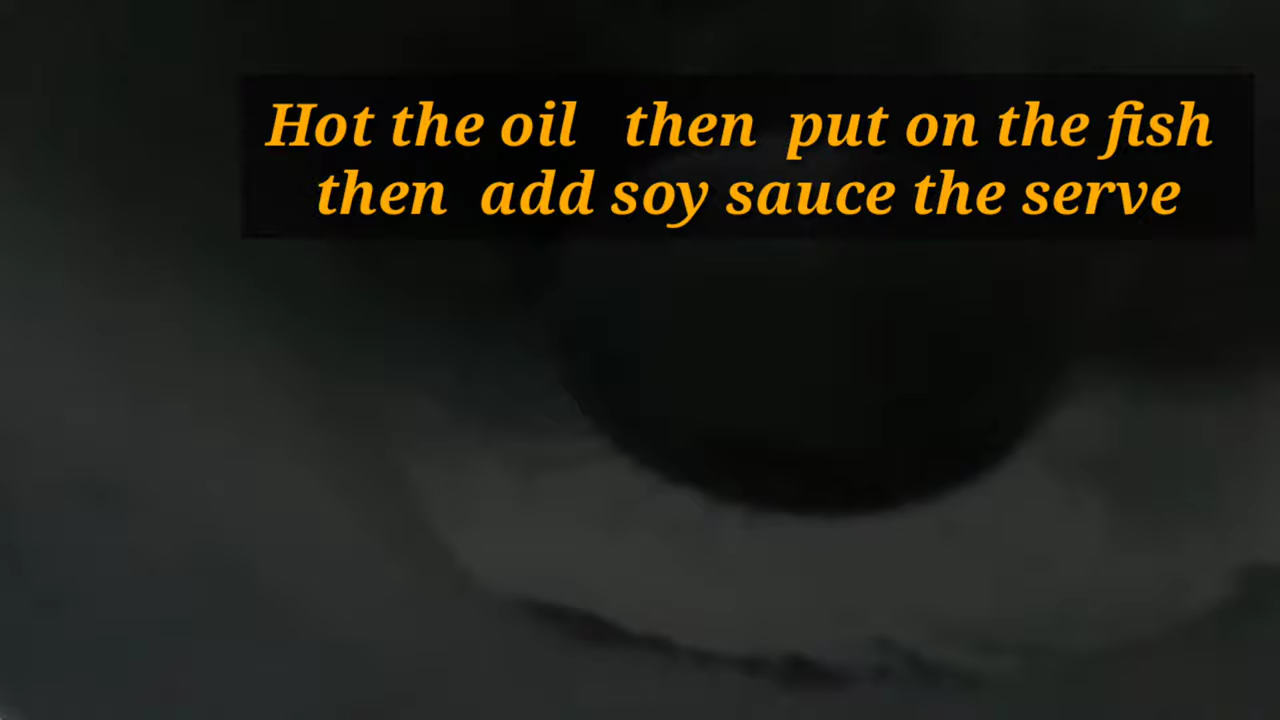 Hot the oil then put on the fish
then add soy sauce the serve